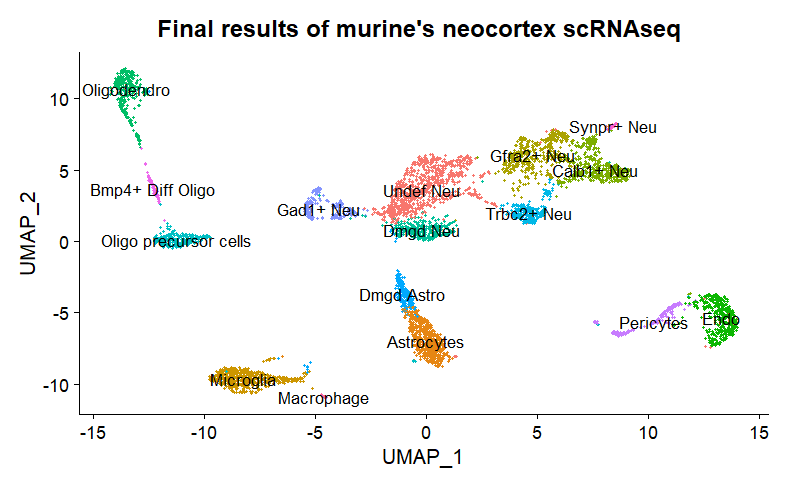 Final results of murine's neocortex scRNAseq
Oligodendro
Synpr+ Neu
Gfra2+ Neu
Calb1+ Neu
Bmp4+ Diff Oligo
Undef Neu
Gad1+ Neu
Trbc2+ Neu
Dmgd Neu
Oligo precursor cells
Dmgd Astro
Pericytes
Endo
Astrocytes
Microglia
Macrophage
10
5
0
-5
-10
UMAP_2
-15
-10
-5
0
5
10
15
UMAP_1